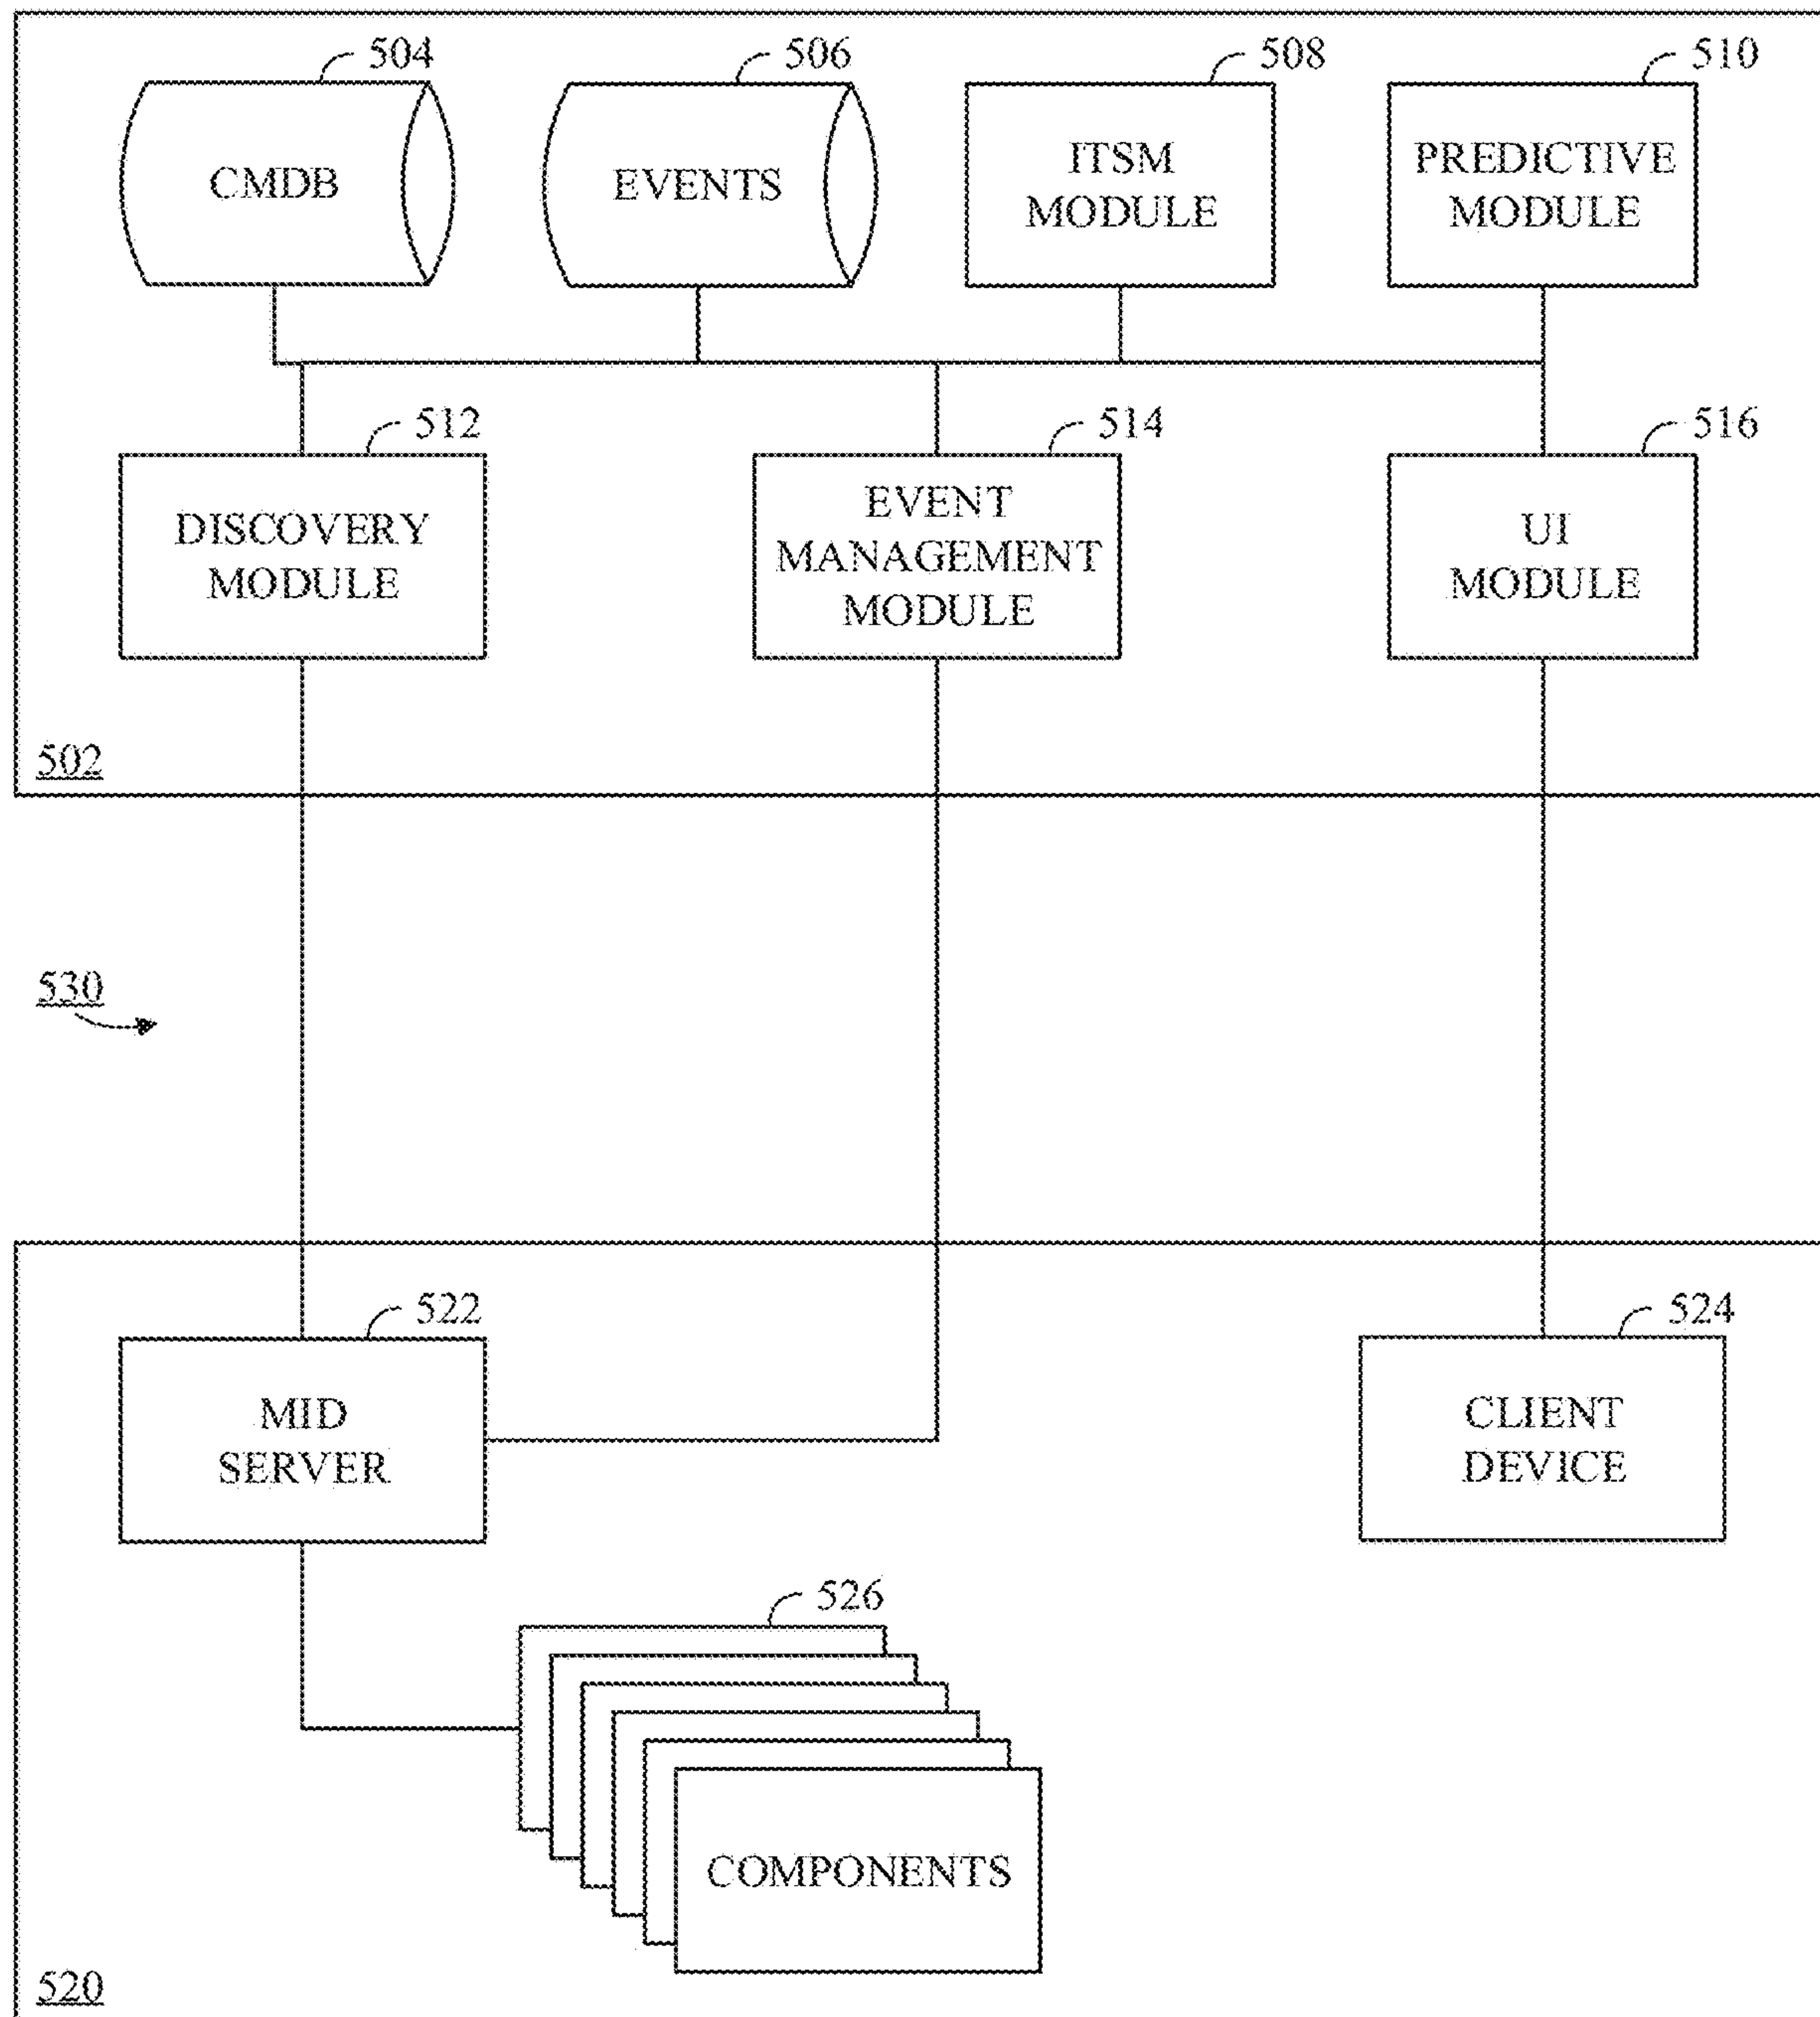 504
506
508
510
CMDB
EVENTS
ITSM
MODULE
PREDICTIVE
MODULE
512
514
516
DISCOVERY
MODULE
EVENT
MANAGEMENT
MODULE
UI
MODULE
502
530
522
524
MID
SERVER
CLIENT
DEVICE
526
COMPONENTS
520